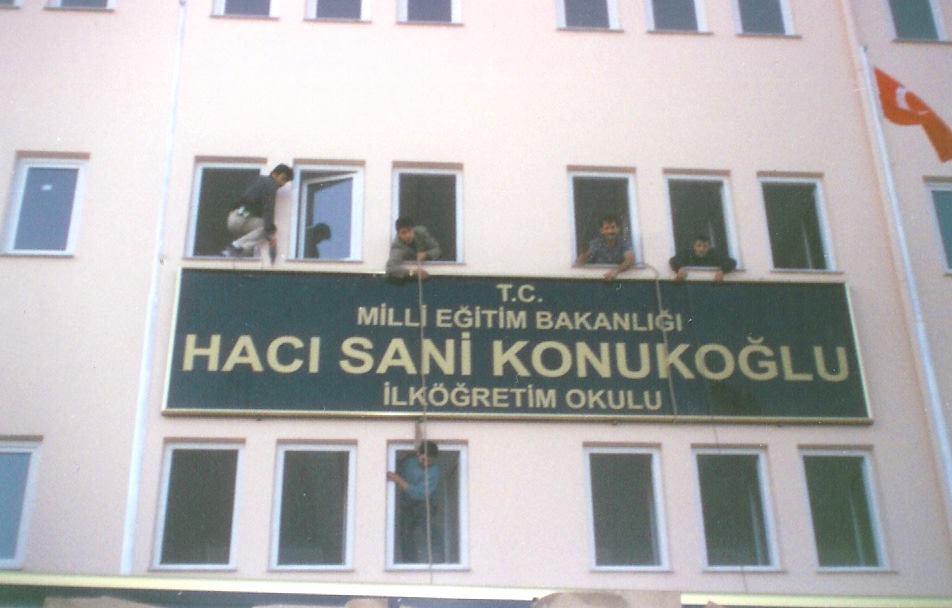 T.C.
MİLLİ EĞİTİM BAKANLIĞI
HACI SANİ KONUKOĞLU
İLKÖĞRETİM OKULU